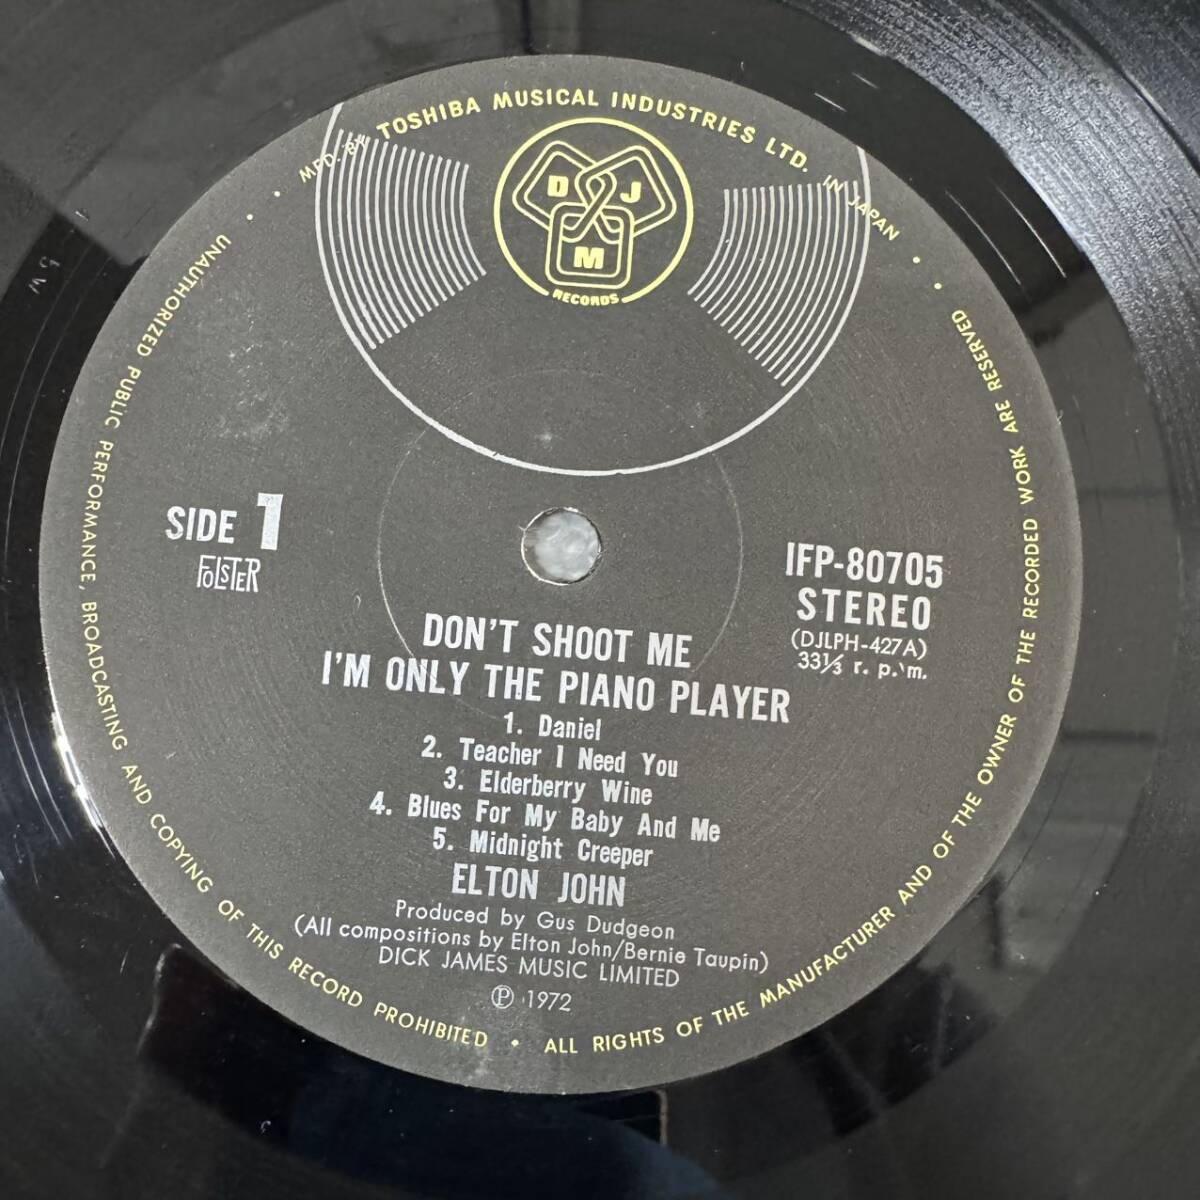 MFD. BY TOSHIBA MUSICAL INDUSTRIES LTD. IN JAPAN
D J
M
RECORDS
SIDE 1
FOLSTER
IFP-80705
STEREO
(DJLPH-427A)
33⅓ r. p. m.
DON'T SHOOT ME
I'M ONLY THE PIANO PLAYER
1. Daniel
2. Teacher I Need You
3. Elderberry Wine
4. Blues For My Baby And Me
5. Midnight Creeper
ELTON JOHN
Produced by Gus Dudgeon
(All compositions by Elton John/Bernie Taupin)
DICK JAMES MUSIC LIMITED
Ⓟ 1972
UNAUTHORIZED PUBLIC PERFORMANCE, BROADCASTING AND COPYING OF THIS RECORD PROHIBITED • ALL RIGHTS OF THE MANUFACTURER AND OF THE OWNER OF THE RECORDED WORK ARE RESERVED